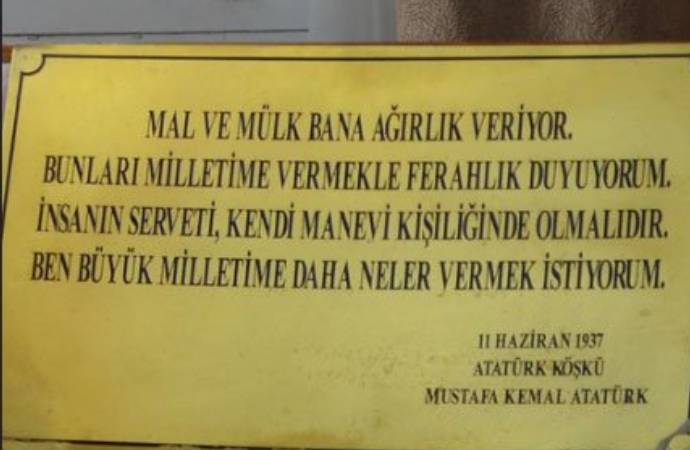 MAL VE MÜLK BANA AĞIRLIK VERİYOR.
BUNLARI MİLLETİME VERMEKLE FERAHLIK DUYUYORUM.
İNSANIN SERVETİ, KENDİ MANEVİ KİŞİLİĞİNDE OLMALIDIR.
BEN BÜYÜK MİLLETİME DAHA NELER VERMEK İSTİYORUM.
11 HAZİRAN 1937
ATATÜRK KÖŞKÜ
MUSTAFA KEMAL ATATÜRK